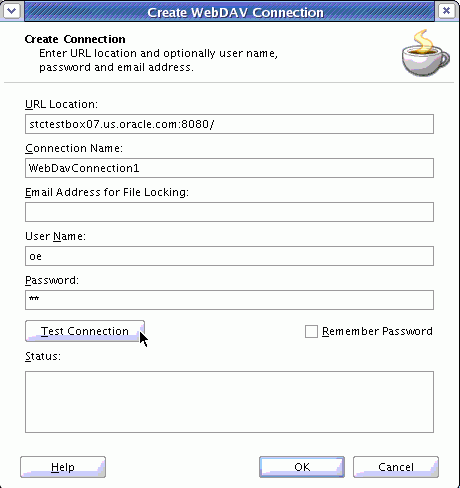 Create WebDAV Connection
Create Connection
Enter URL location and optionally user name,
password and email address.
URL Location:
stctestbox07.us.oracle.com:8080/
Connection Name:
WebDavConnection1
Email Address for File Locking:
User Name:
oe
Password:
**
Test Connection
Remember Password
Status:
Help
OK
Cancel